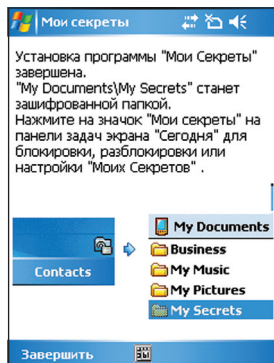 Мои секреты
Установка программы "Мои Секреты"
завершена.
"My Documents\My Secrets" станет
зашифрованной папкой.
Нажмите на значок "Мои секреты" на
панели задач экрана "Сегодня" для
блокировки, разблокировки или
настройки "Моих Секретов" .
My Documents
Business
Contacts
My Music
My Pictures
My Secrets
Завершить